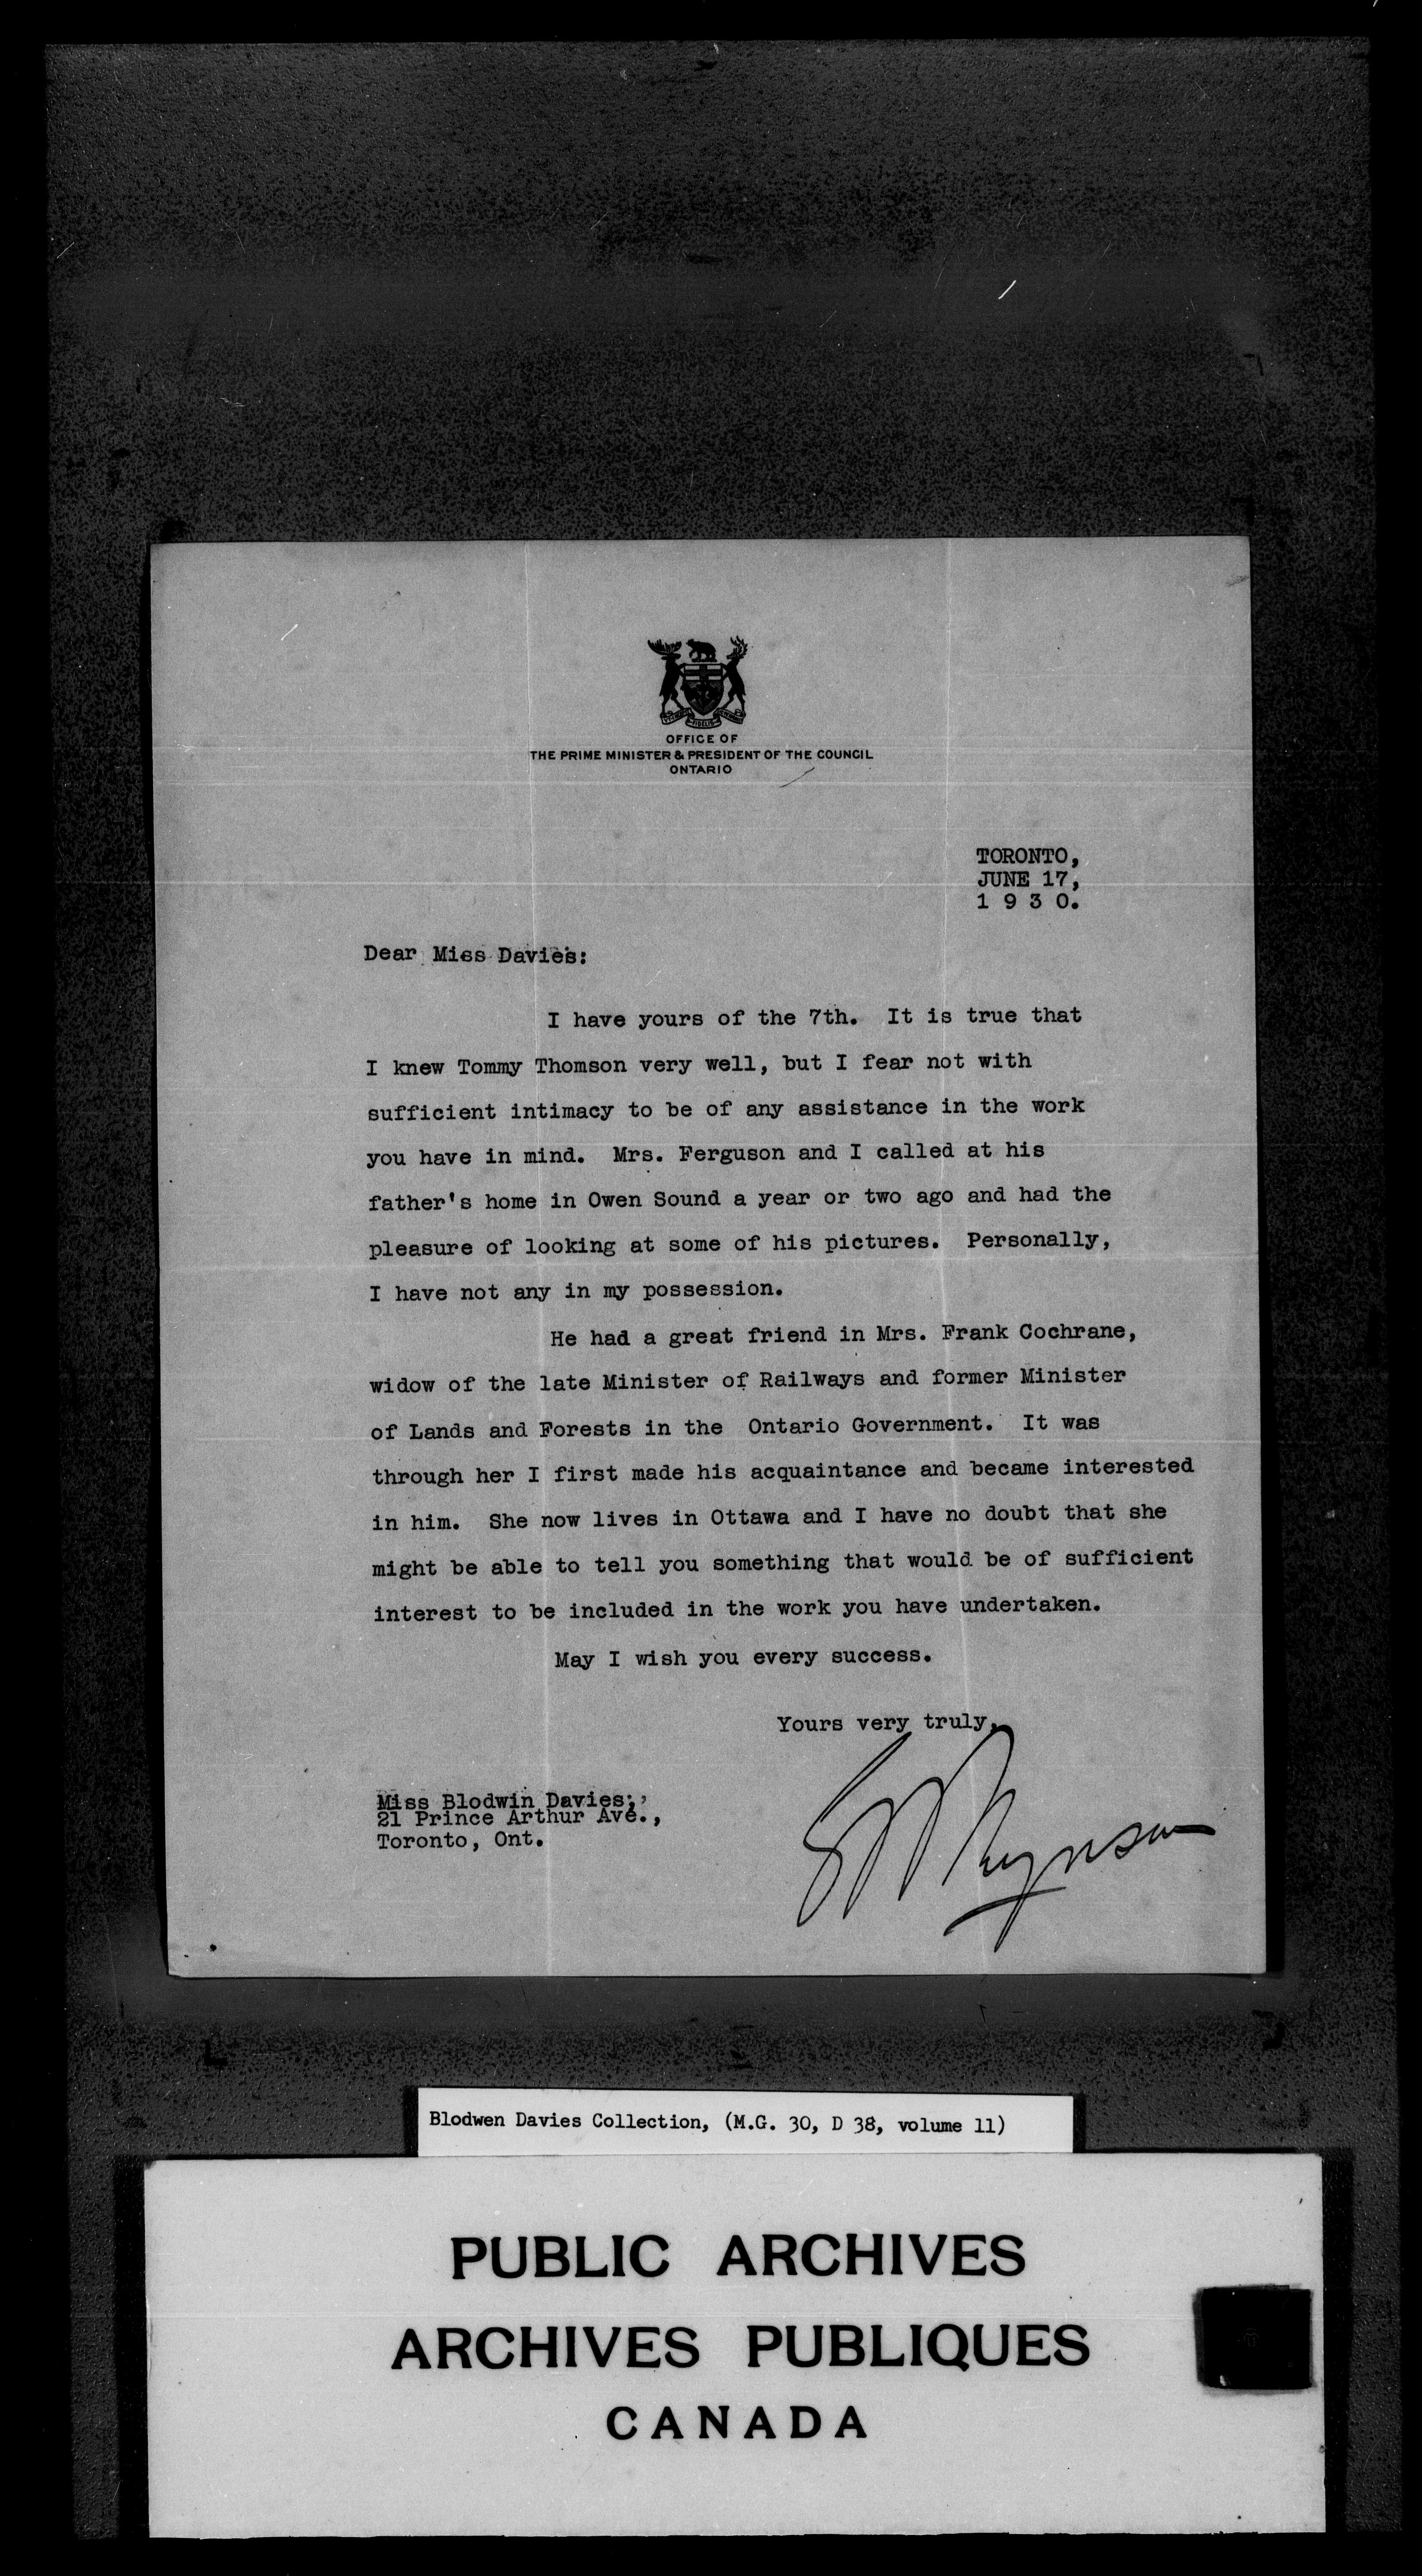 OFFICE OF
THE PRIME MINISTER & PRESIDENT OF THE COUNCIL
ONTARIO
TORONTO,
JUNE 17,
1 9 3 0.
Dear Miss Davies:
I have yours of the 7th. It is true that
I knew Tommy Thomson very well, but I fear not with
sufficient intimacy to be of any assistance in the work
you have in mind. Mrs. Ferguson and I called at his
father's home in Owen Sound a year or two ago and had the
pleasure of looking at some of his pictures. Personally,
I have not any in my possession.
He had a great friend in Mrs. Frank Cochrane,
widow of the late Minister of Railways and former Minister
of Lands and Forests in the Ontario Government. It was
through her I first made his acquaintance and became interested
in him. She now lives in Ottawa and I have no doubt that she
might be able to tell you something that would be of sufficient
interest to be included in the work you have undertaken.
May I wish you every success.
Yours very truly,
Miss Blodwin Davies,
21 Prince Arthur Ave.,
Toronto, Ont.
Blodwen Davies Collection, (M.G. 30, D 38, volume 11)
PUBLIC ARCHIVES
ARCHIVES PUBLIQUES
CANADA